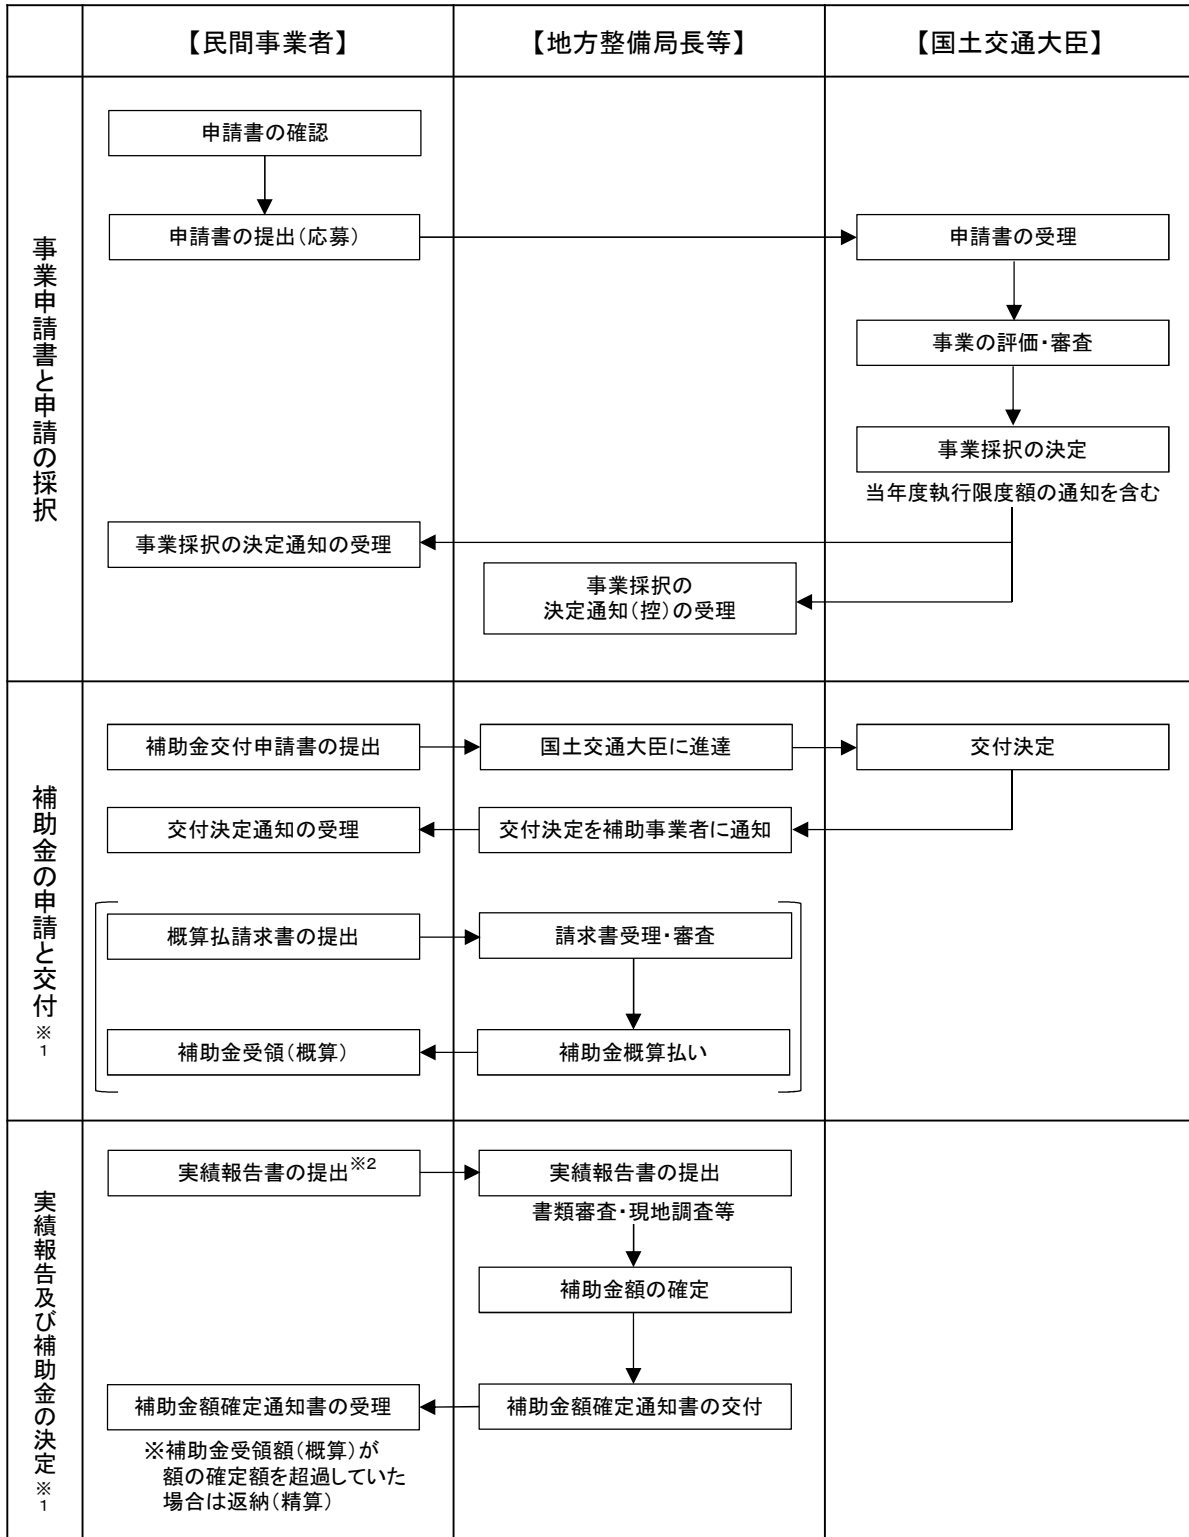 【民間事業者】
【地方整備局長等】
【国土交通大臣】
事業申請書と申請の採択
申請書の確認
申請書の提出（応募）
申請書の受理
事業の評価・審査
事業採択の決定
当年度執行限度額の通知を含む
事業採択の決定通知の受理
事業採択の
決定通知（控）の受理
補助金の申請と交付※1
補助金交付申請書の提出
国土交通大臣に進達
交付決定
交付決定通知の受理
交付決定を補助事業者に通知
概算払請求書の提出
請求書受理・審査
補助金受領（概算）
補助金概算払い
実績報告及び補助金の決定※1
実績報告書の提出※2
実績報告書の提出
書類審査・現地調査等
補助金額の確定
補助金額確定通知書の受理
補助金額確定通知書の交付
※補助金受領額（概算）が
額の確定額を超過していた
場合は返納（精算）